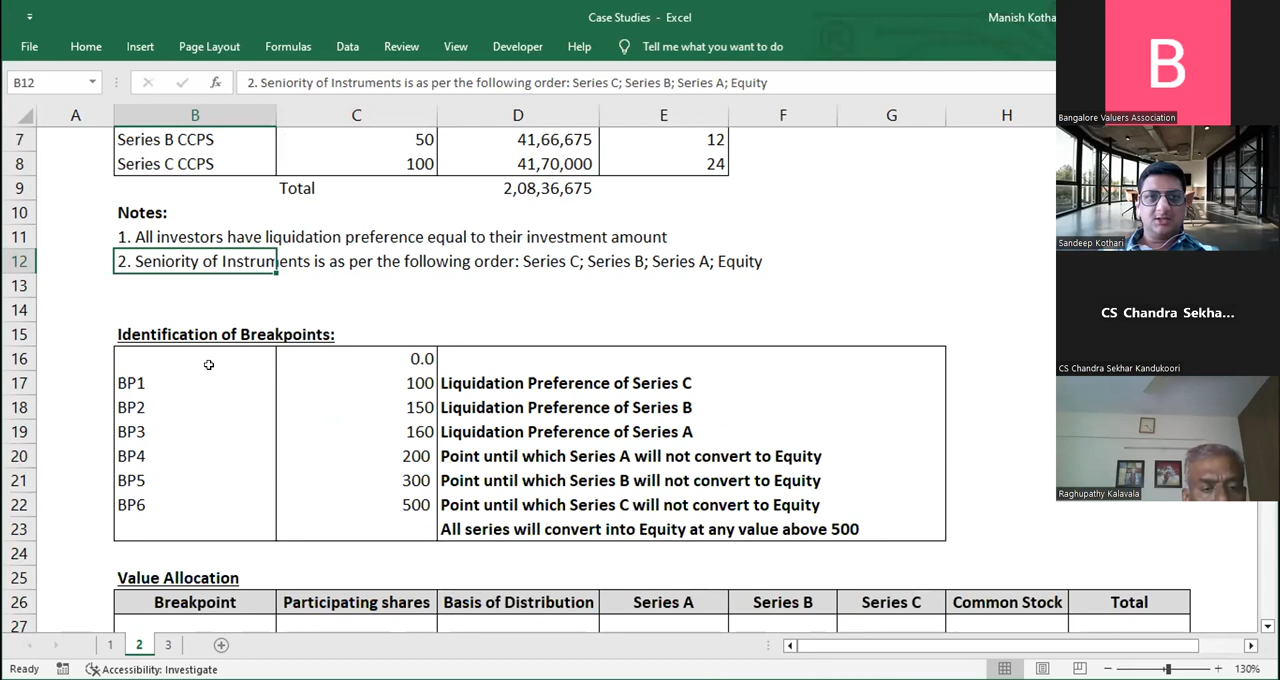 Case Studies - Excel
Manish Kotha
File Home Insert Page Layout Formulas Data Review View Developer Help Tell me what you want to do
B12 fx 2. Seniority of Instruments is as per the following order: Series C; Series B; Series A; Equity
A B C D E F G H
7 Series B CCPS 50 41,66,675 12
8 Series C CCPS 100 41,70,000 24
9 Total 2,08,36,675
10 Notes:
11 1. All investors have liquidation preference equal to their investment amount
12 2. Seniority of Instruments is as per the following order: Series C; Series B; Series A; Equity
13
14
15 Identification of Breakpoints:
16 0.0
17 BP1 100 Liquidation Preference of Series C
18 BP2 150 Liquidation Preference of Series B
19 BP3 160 Liquidation Preference of Series A
20 BP4 200 Point until which Series A will not convert to Equity
21 BP5 300 Point until which Series B will not convert to Equity
22 BP6 500 Point until which Series C will not convert to Equity
23 All series will convert into Equity at any value above 500
24
25 Value Allocation
26 Breakpoint Participating shares Basis of Distribution Series A Series B Series C Common Stock Total
27
1 2 3
Ready Accessibility: Investigate 130%
B
Bangalore Valuers Association
Sandeep Kothari
CS Chandra Sekha...
CS Chandra Sekhar Kandukoori
Raghupathy Kalavala